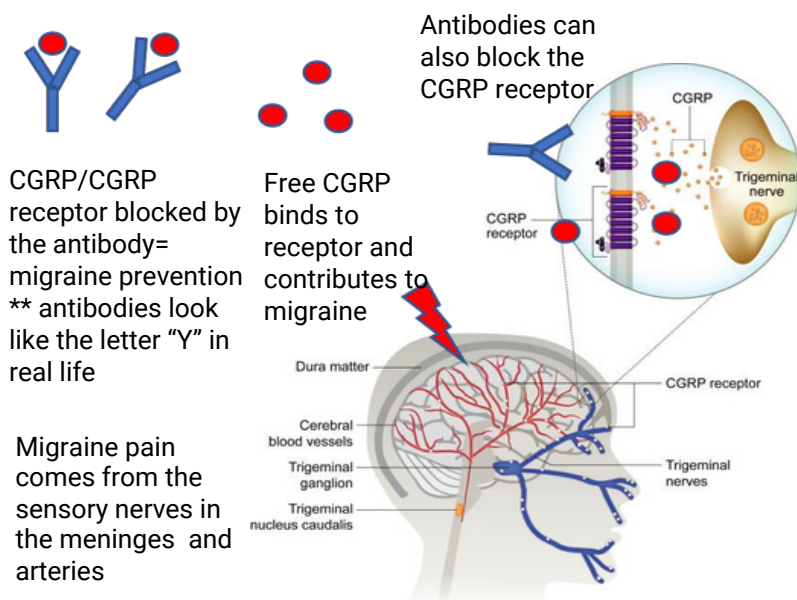 Antibodies can
also block the
CGRP receptor
CGRP/CGRP
receptor blocked by
the antibody=
migraine prevention
** antibodies look
like the letter “Y” in
real life
Free CGRP
binds to
receptor and
contributes to
migraine
CGRP
Trigeminal
nerve
CGRP
receptor
Dura matter
CGRP receptor
Cerebral
blood vessels
Trigeminal
ganglion
Trigeminal
nerves
Trigeminal
nucleus caudalis
Migraine pain
comes from the
sensory nerves in
the meninges and
arteries